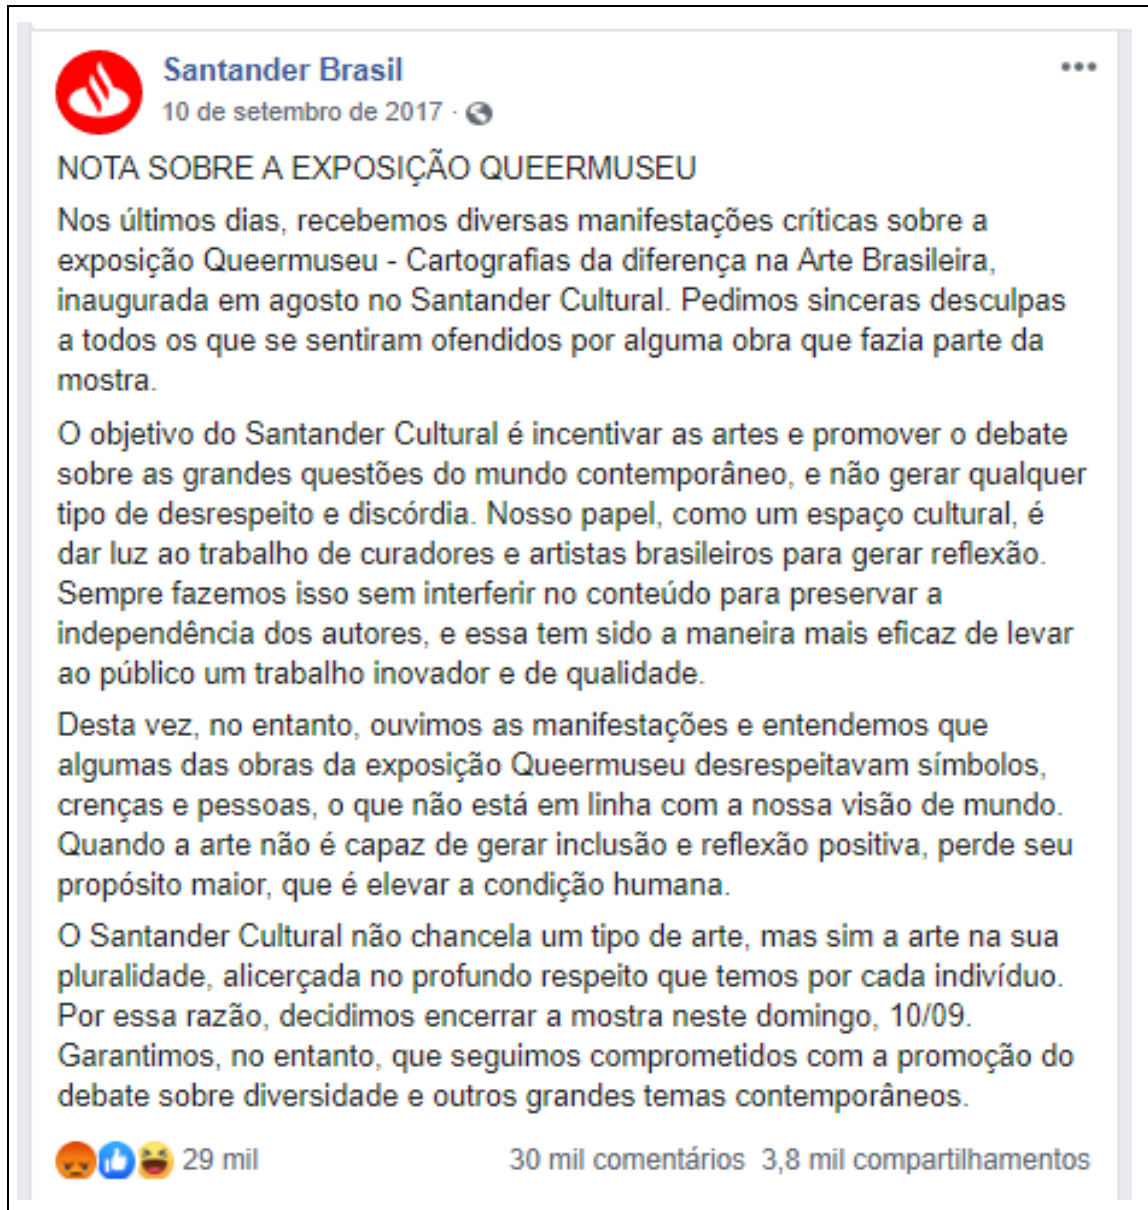 Santander Brasil
10 de setembro de 2017 ·
NOTA SOBRE A EXPOSIÇÃO QUEERMUSEU
Nos últimos dias, recebemos diversas manifestações críticas sobre a
exposição Queermuseu - Cartografias da diferença na Arte Brasileira,
inaugurada em agosto no Santander Cultural. Pedimos sinceras desculpas
a todos os que se sentiram ofendidos por alguma obra que fazia parte da
mostra.
O objetivo do Santander Cultural é incentivar as artes e promover o debate
sobre as grandes questões do mundo contemporâneo, e não gerar qualquer
tipo de desrespeito e discórdia. Nosso papel, como um espaço cultural, é
dar luz ao trabalho de curadores e artistas brasileiros para gerar reflexão.
Sempre fazemos isso sem interferir no conteúdo para preservar a
independência dos autores, e essa tem sido a maneira mais eficaz de levar
ao público um trabalho inovador e de qualidade.
Desta vez, no entanto, ouvimos as manifestações e entendemos que
algumas das obras da exposição Queermuseu desrespeitavam símbolos,
crenças e pessoas, o que não está em linha com a nossa visão de mundo.
Quando a arte não é capaz de gerar inclusão e reflexão positiva, perde seu
propósito maior, que é elevar a condição humana.
O Santander Cultural não chancela um tipo de arte, mas sim a arte na sua
pluralidade, alicerçada no profundo respeito que temos por cada indivíduo.
Por essa razão, decidimos encerrar a mostra neste domingo, 10/09.
Garantimos, no entanto, que seguimos comprometidos com a promoção do
debate sobre diversidade e outros grandes temas contemporâneos.
29 mil 30 mil comentários 3,8 mil compartilhamentos